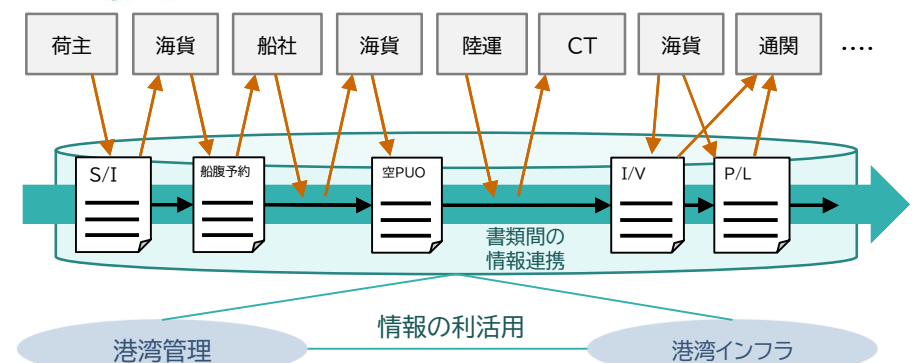 荷主
海貨
船社
海貨
陸運
CT
海貨
通関
....
S/I
船腹予約
空PUO
I/V
P/L
書類間の
情報連携
情報の利活用
港湾管理
港湾インフラ